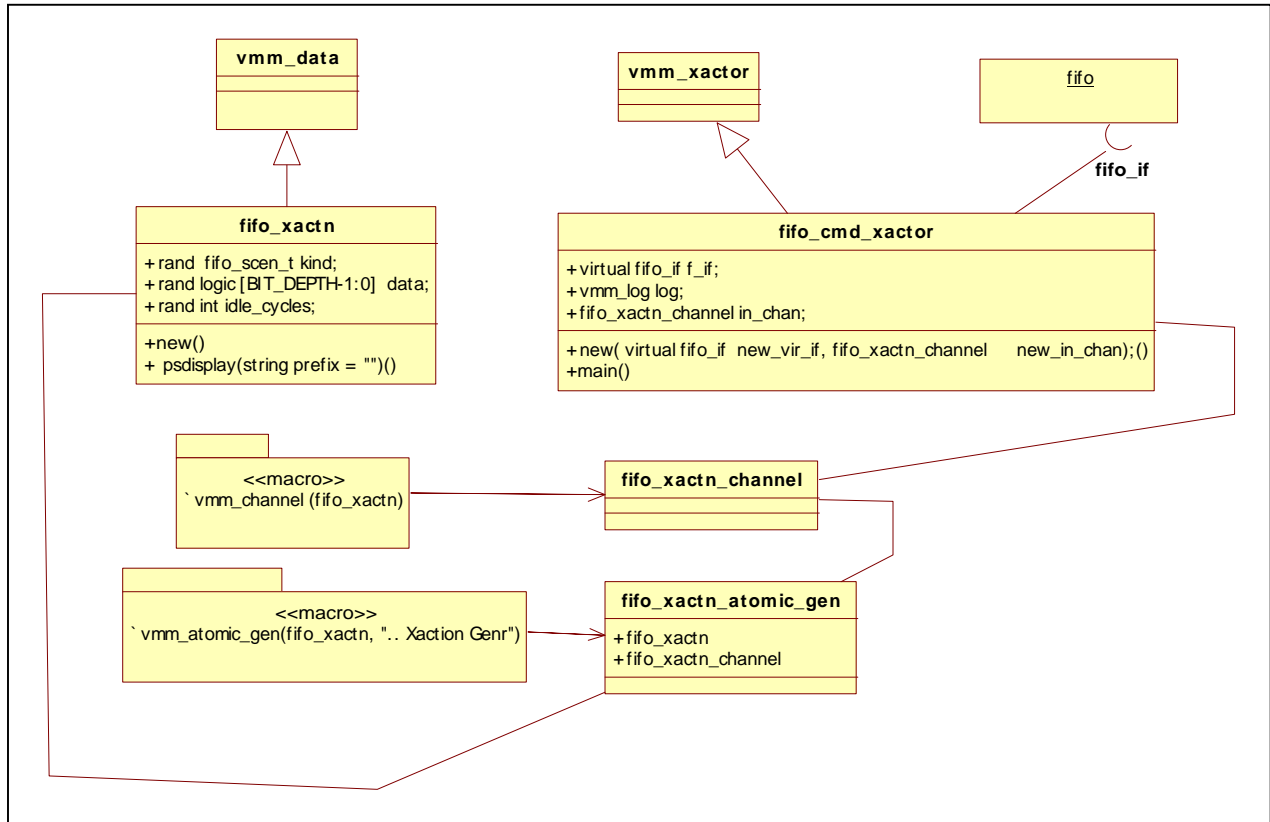 vmm_data
vmm_xactor
fifo
fifo_if
fifo_xactn
+rand fifo_scen_t kind;
+rand logic [BIT_DEPTH-1:0] data;
+rand int idle_cycles;
+new()
+ psdisplay(string prefix = "")()
fifo_cmd_xactor
+virtual fifo_if f_if;
+vmm_log log;
+fifo_xactn_channel in_chan;
+new( virtual fifo_if new_vir_if, fifo_xactn_channel new_in_chan);()
+main()
<<macro>>
`vmm_channel (fifo_xactn)
fifo_xactn_channel
<<macro>>
`vmm_atomic_gen(fifo_xactn, ".. Xaction Genr")
fifo_xactn_atomic_gen
+fifo_xactn
+fifo_xactn_channel